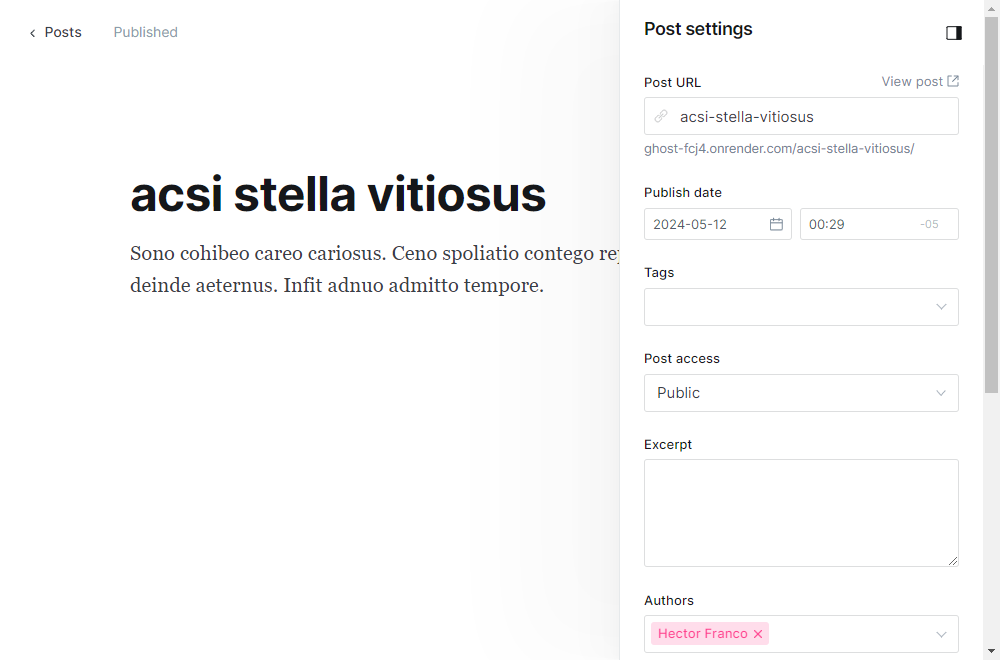 Posts Published
acsi stella vitiosus
Sono cohibeo careo cariosus. Ceno spoliatio contego
deinde aeternus. Infit adnuo admitto tempore.
Post settings
Post URL View post
acsi-stella-vitiosus
ghost-fcj4.onrender.com/acsi-stella-vitiosus/
Publish date
2024-05-12 00:29 -05
Tags
Post access
Public
Excerpt
Authors
Hector Franco